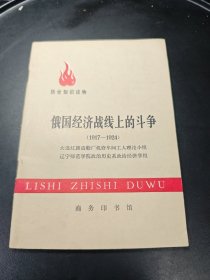 历史知识读物
俄国经济战线上的斗争
(1917—1924)
大连红旗造船厂机修车间工人理论小组
辽宁师范学院政治历史系政治经济学组
LISHI ZHISHI DUWU
商务印书馆